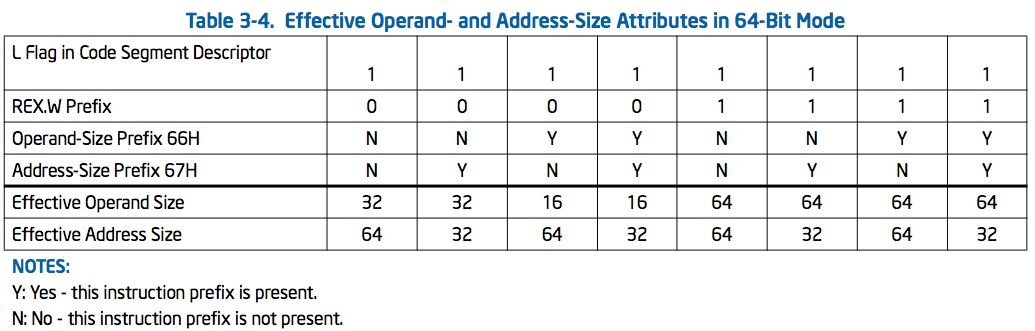 Table 3-4. Effective Operand- and Address-Size Attributes in 64-Bit Mode
L Flag in Code Segment Descriptor 1 1 1 1 1 1 1 1
REX.W Prefix 0 0 0 0 1 1 1 1
Operand-Size Prefix 66H N N Y Y N N Y Y
Address-Size Prefix 67H N Y N Y N Y N Y
Effective Operand Size 32 32 16 16 64 64 64 64
Effective Address Size 64 32 64 32 64 32 64 32
NOTES:
Y: Yes - this instruction prefix is present.
N: No - this instruction prefix is not present.